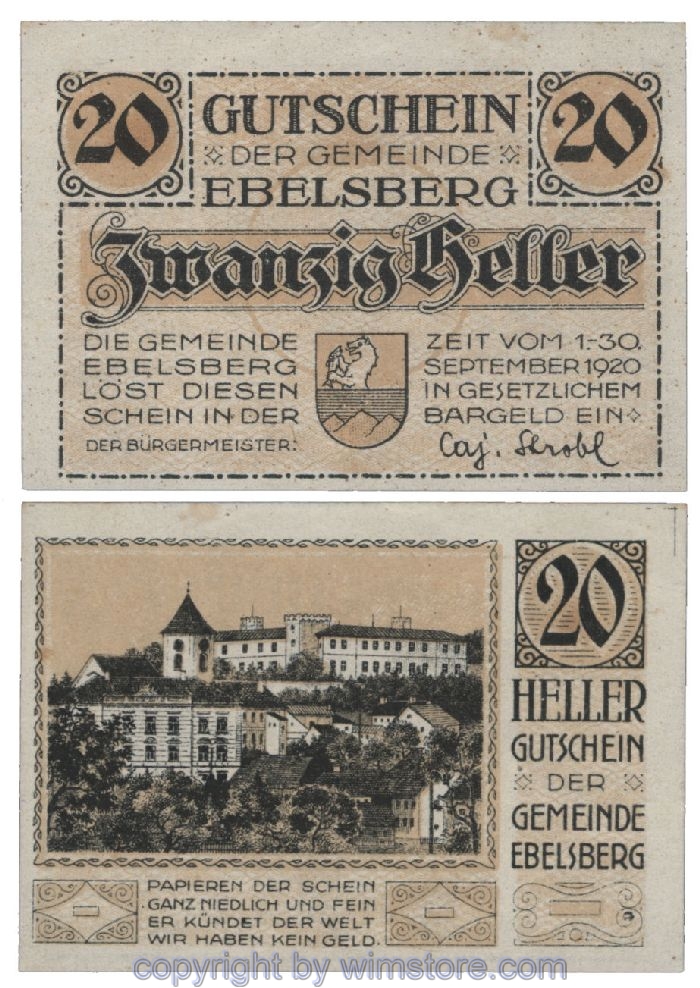 20 GUTSCHEIN 20
DER GEMEINDE
EBELSBERG
Zwanzig Heller
DIE GEMEINDE ZEIT VOM 1.-30.
EBELSBERG SEPTEMBER 1920
LÖST DIESEN IN GESETZLICHEM
SCHEIN IN DER BARGELD EIN
DER BÜRGERMEISTER: Caj. Strobl
20
HELLER
GUTSCHEIN
DER
GEMEINDE
EBELSBERG
PAPIEREN DER SCHEIN
GANZ NIEDLICH UND FEIN
ER KÜNDET DER WELT
WIR HABEN KEIN GELD.
e
copyright by wimstore.com